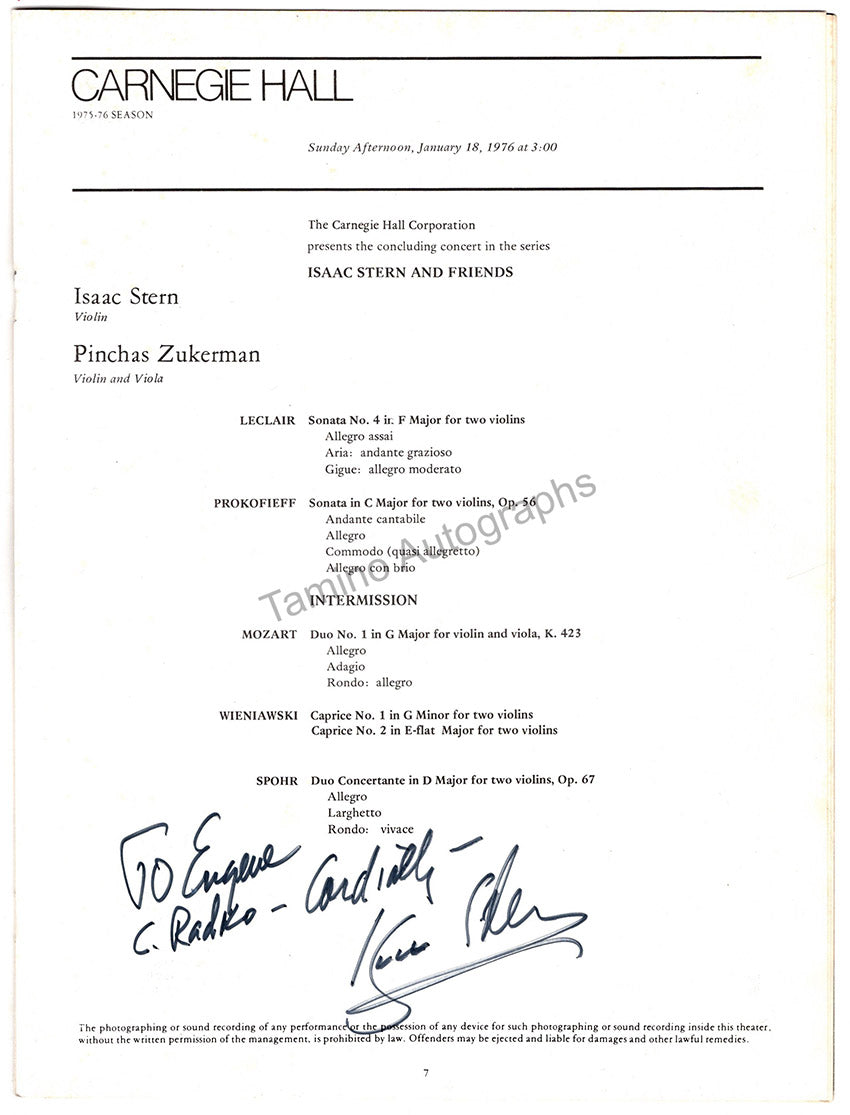 CARNEGIE HALL
1975-76 SEASON
Sunday Afternoon, January 18, 1976 at 3:00
The Carnegie Hall Corporation
presents the concluding concert in the series
ISAAC STERN AND FRIENDS
Isaac Stern
Violin
Pinchas Zukerman
Violin and Viola
LECLAIR Sonata No. 4 in F Major for two violins
Allegro assai
Aria: andante grazioso
Gigue: allegro moderato
PROKOFIEFF Sonata in C Major for two violins, Op. 56
Andante cantabile
Allegro
Commodo (quasi allegretto)
Allegro con brio
Tamino Autographs
INTERMISSION
MOZART Duo No. 1 in G Major for violin and viola, K. 423
Allegro
Adagio
Rondo: allegro
WIENIAWSKI Caprice No. 1 in G Minor for two violins
Caprice No. 2 in E-flat Major for two violins
SPOHR Duo Concertante in D Major for two violins, Op. 67
Allegro
Larghetto
Rondo: vivace
TO Eugene
C. Radko - Cordially -
Isaac Stern
The photographing or sound recording of any performance or the possession of any device for such photographing or sound recording inside this theater,
without the written permission of the management, is prohibited by law. Offenders may be ejected and liable for damages and other lawful remedies.
7